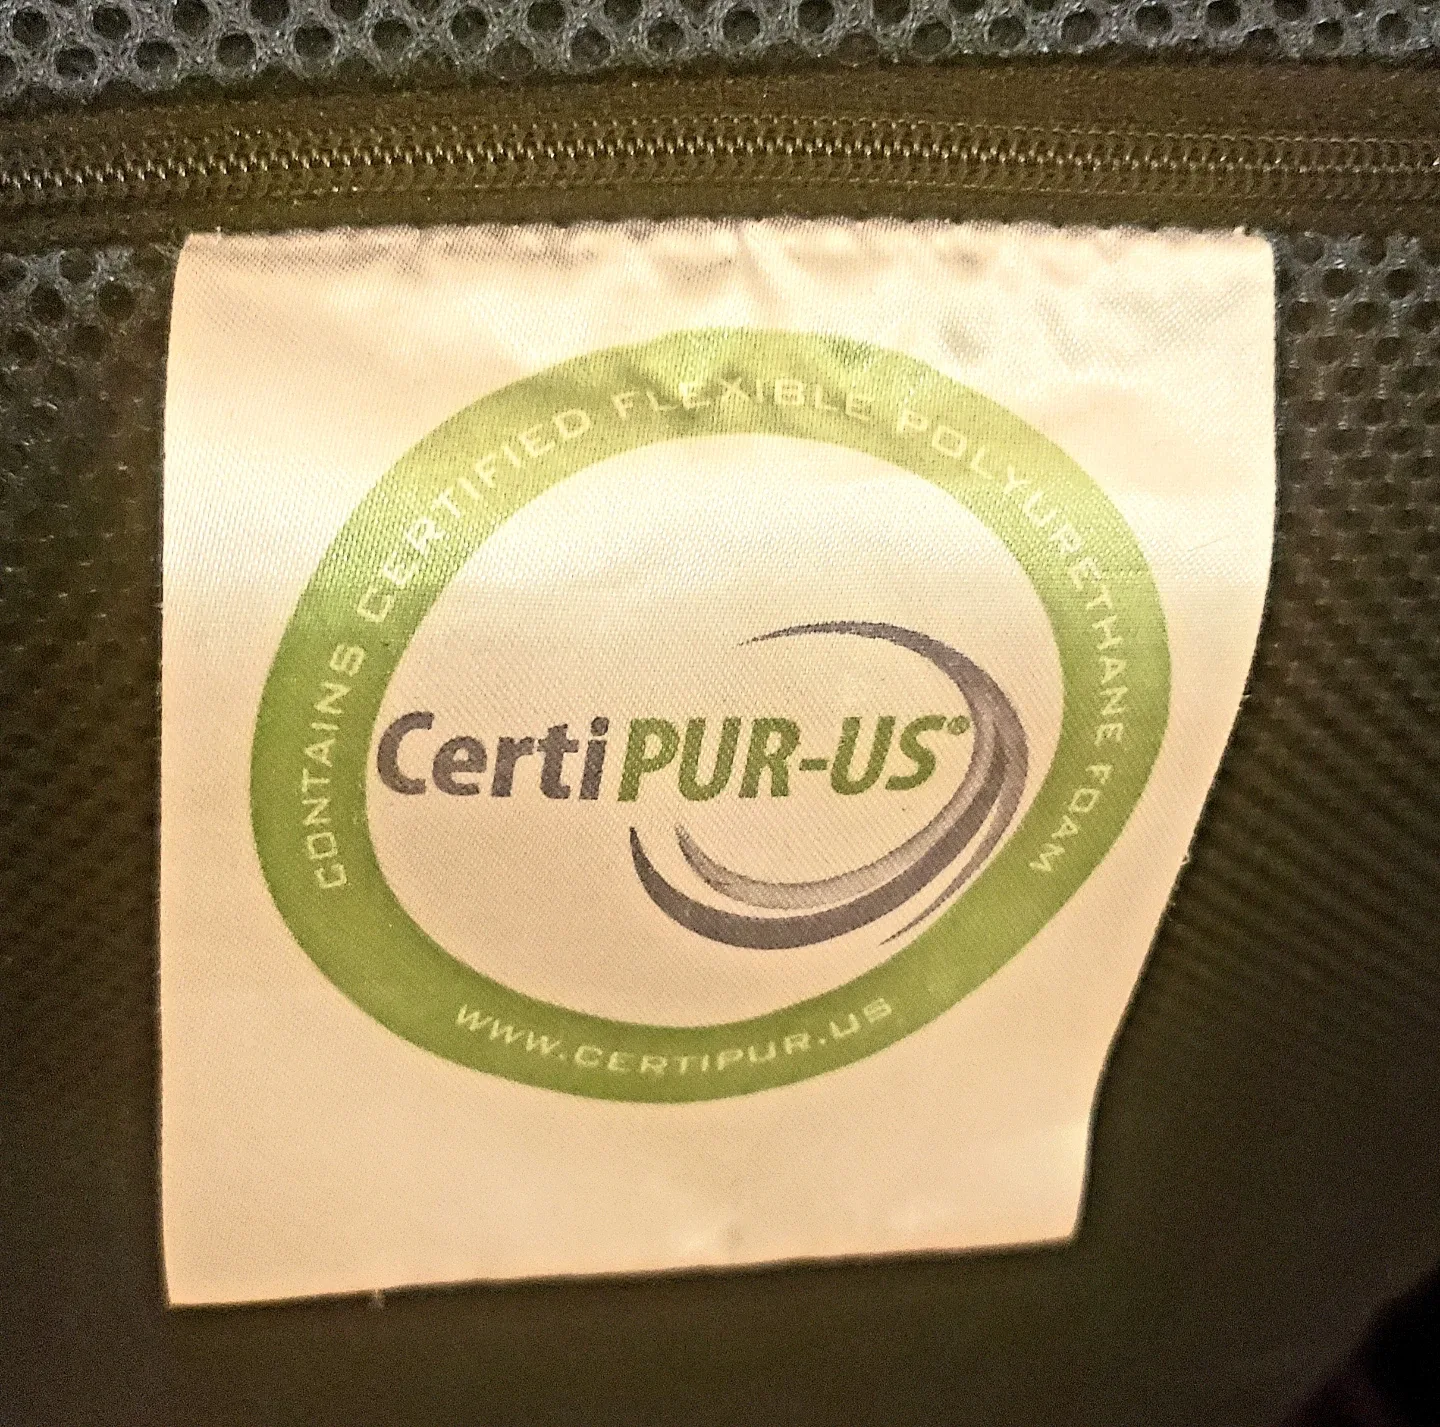 CONTAINS CERTIFIED FLEXIBLE POLYURETHANE FOAM
CertiPUR-US®
WWW.CERTIPUR.US